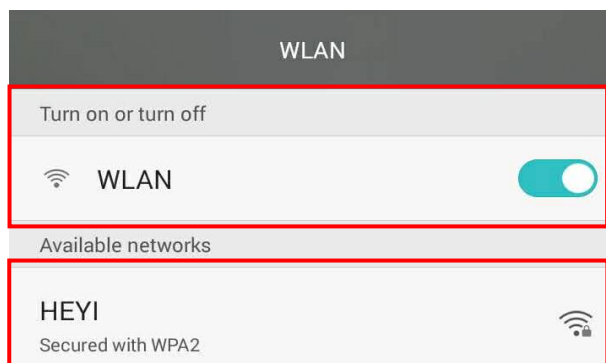 WLAN
Turn on or turn off
WLAN
Available networks
HEYI
Secured with WPA2